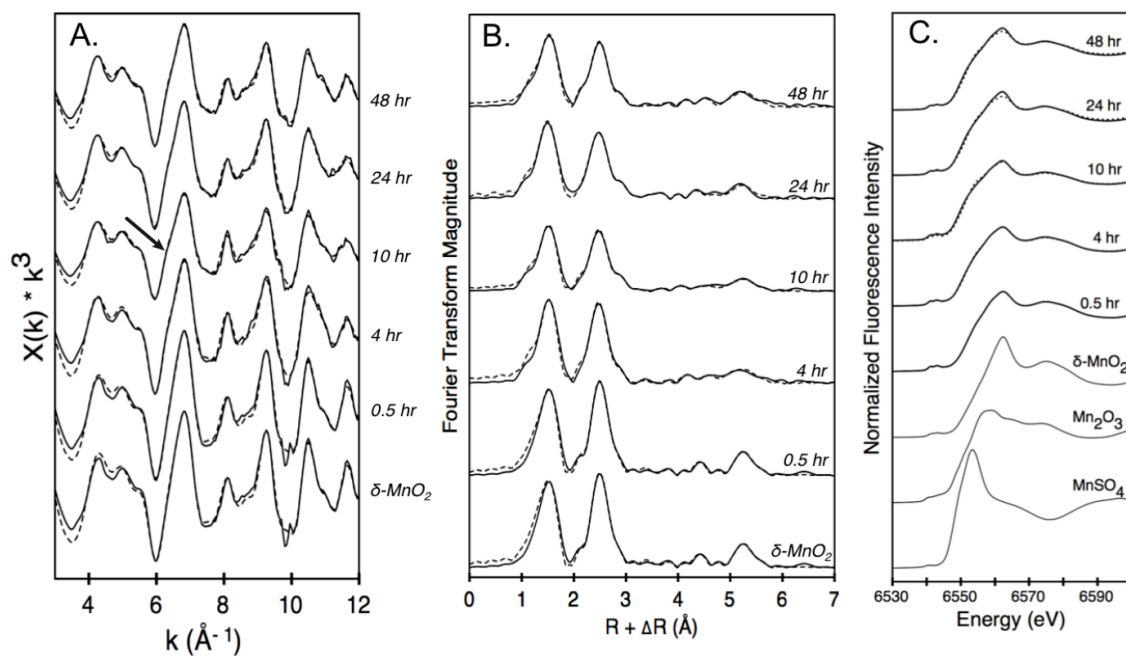 A.
X(k) * k³
48 hr
24 hr
10 hr
4 hr
0.5 hr
δ-MnO₂
4 6 8 10 12
k (Å⁻¹)
B.
Fourier Transform Magnitude
48 hr
24 hr
10 hr
4 hr
0.5 hr
δ-MnO₂
0 1 2 3 4 5 6 7
R + ΔR (Å)
C.
Normalized Fluorescence Intensity
48 hr
24 hr
10 hr
4 hr
0.5 hr
δ-MnO₂
Mn₂O₃
MnSO₄
6530 6550 6570 6590
Energy (eV)